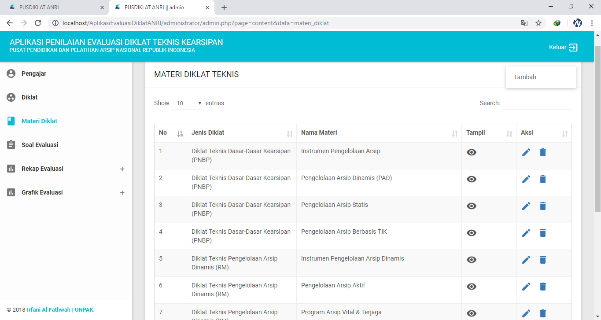 PUSDIKLAT ANRI
PUSDIKLAT ANRI || admin
localhost/AplikasiEvaluasiDiklatANRI/administrator/admin.php?page=content&data=materi_diklat
APLIKASI PENILAIAN EVALUASI DIKLAT TEKNIS KEARSIPAN
PUSAT PENDIDIKAN DAN PELATIHAN ARSIP NASIONAL REPUBLIK INDONESIA
Keluar
Pengajar
Diklat
Materi Diklat
Soal Evaluasi
Rekap Evaluasi +
Grafik Evaluasi +
© 2018 Irfani Al Fathwah | UNPAK
MATERI DIKLAT TEKNIS
Tambah
Show 10 entries
Search:
No Jenis Diklat Nama Materi Tampil Aksi
1 Diklat Teknis Dasar-Dasar Kearsipan Instrumen Pengelolaan Arsip
(PNBP)
2 Diklat Teknis Dasar-Dasar Kearsipan Pengelolaan Arsip Dinamis (PAD)
(PNBP)
3 Diklat Teknis Dasar-Dasar Kearsipan Pengelolaan Arsip Statis
(PNBP)
4 Diklat Teknis Dasar-Dasar Kearsipan Pengelolaan Arsip Berbasis TIK
(PNBP)
5 Diklat Teknis Pengelolaan Arsip Instrumen Pengelolaan Arsip Dinamis
Dinamis (RM)
6 Diklat Teknis Pengelolaan Arsip Pengelolaan Arsip Aktif
Dinamis (RM)
7 Diklat Teknis Pengelolaan Arsip Program Arsip Vital & Terjaga